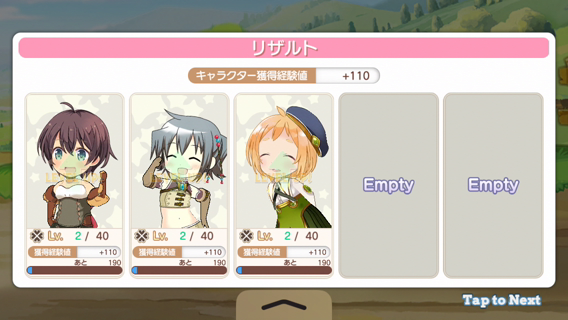 リザルト
キャラクター獲得経験値 +110
Empty
Empty
Lv. 2 / 40
獲得経験値 +110
あと 190
Lv. 2 / 40
獲得経験値 +110
あと 190
Lv. 2 / 40
獲得経験値 +110
あと 190
Tap to Next